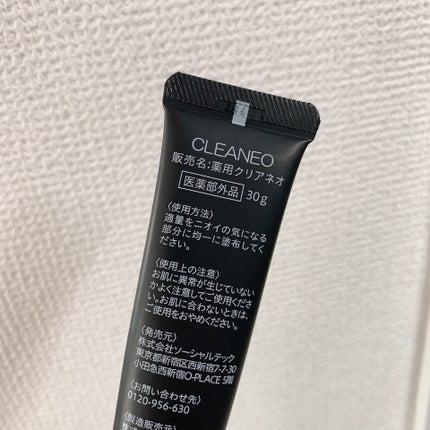 CLEANEO
販売名:薬用クリアネオ
医薬部外品 30g
〈使用方法〉
適量をニオイの気になる
部分に均一に塗布してく
ださい。
〈使用上の注意〉
お肌に異常が生じていない
かよく注意してご使用くださ
い。お肌に合わないときは、
ご使用をおやめください。
〈発売元〉
株式会社ソーシャルテック
東京都新宿区西新宿7-7-30
小田急西新宿O-PLACE 5階
〈お問い合わせ先〉
0120-956-630
〈製造販売元〉